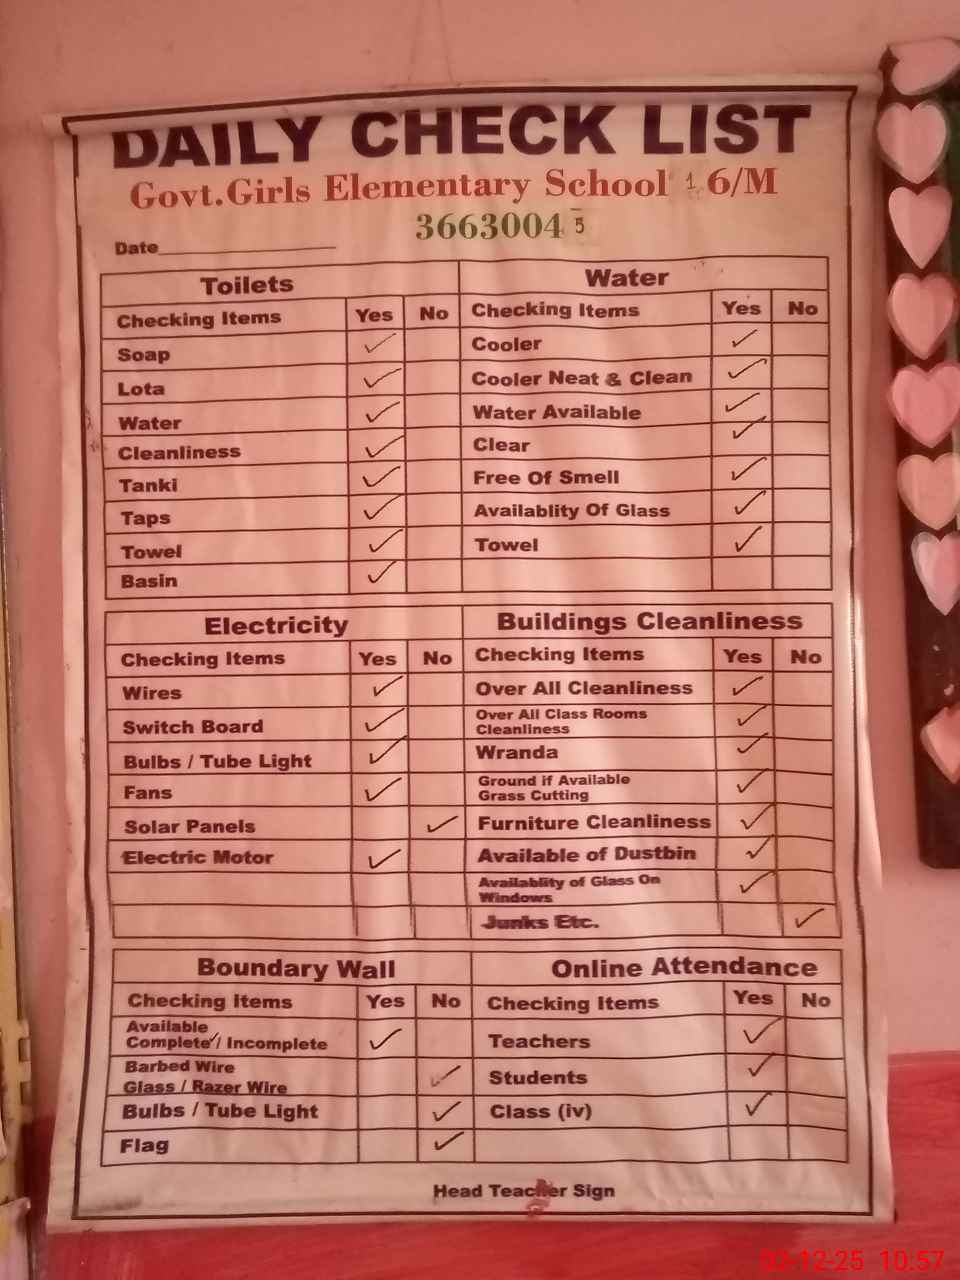 DAILY CHECK LIST
Govt.Girls Elementary School 1 6/M
36630045
Date
Toilets
Checking Items Yes No
Soap ✓
Lota ✓
Water ✓
Cleanliness ✓
Tanki ✓
Taps ✓
Towel ✓
Basin ✓
Water
Checking Items Yes No
Cooler ✓
Cooler Neat & Clean ✓
Water Available ✓
Clear ✓
Free Of Smell ✓
Availablity Of Glass ✓
Towel ✓
Electricity
Checking Items Yes No
Wires ✓
Switch Board ✓
Bulbs / Tube Light ✓
Fans ✓
Solar Panels ✓
Electric Motor ✓
Buildings Cleanliness
Checking Items Yes No
Over All Cleanliness ✓
Over All Class Rooms
Cleanliness ✓
Wranda ✓
Ground if Available
Grass Cutting ✓
Furniture Cleanliness ✓
Available of Dustbin ✓
Availablity of Glass On
Windows ✓
Junks Etc. ✓
Boundary Wall
Checking Items Yes No
Available
Complete✓/ Incomplete ✓
Barbed Wire
Glass / Razer Wire ✓
Bulbs / Tube Light ✓
Flag ✓
Online Attendance
Checking Items Yes No
Teachers ✓
Students ✓
Class (iv) ✓
Head Teacher Sign
03-12-25 10:57